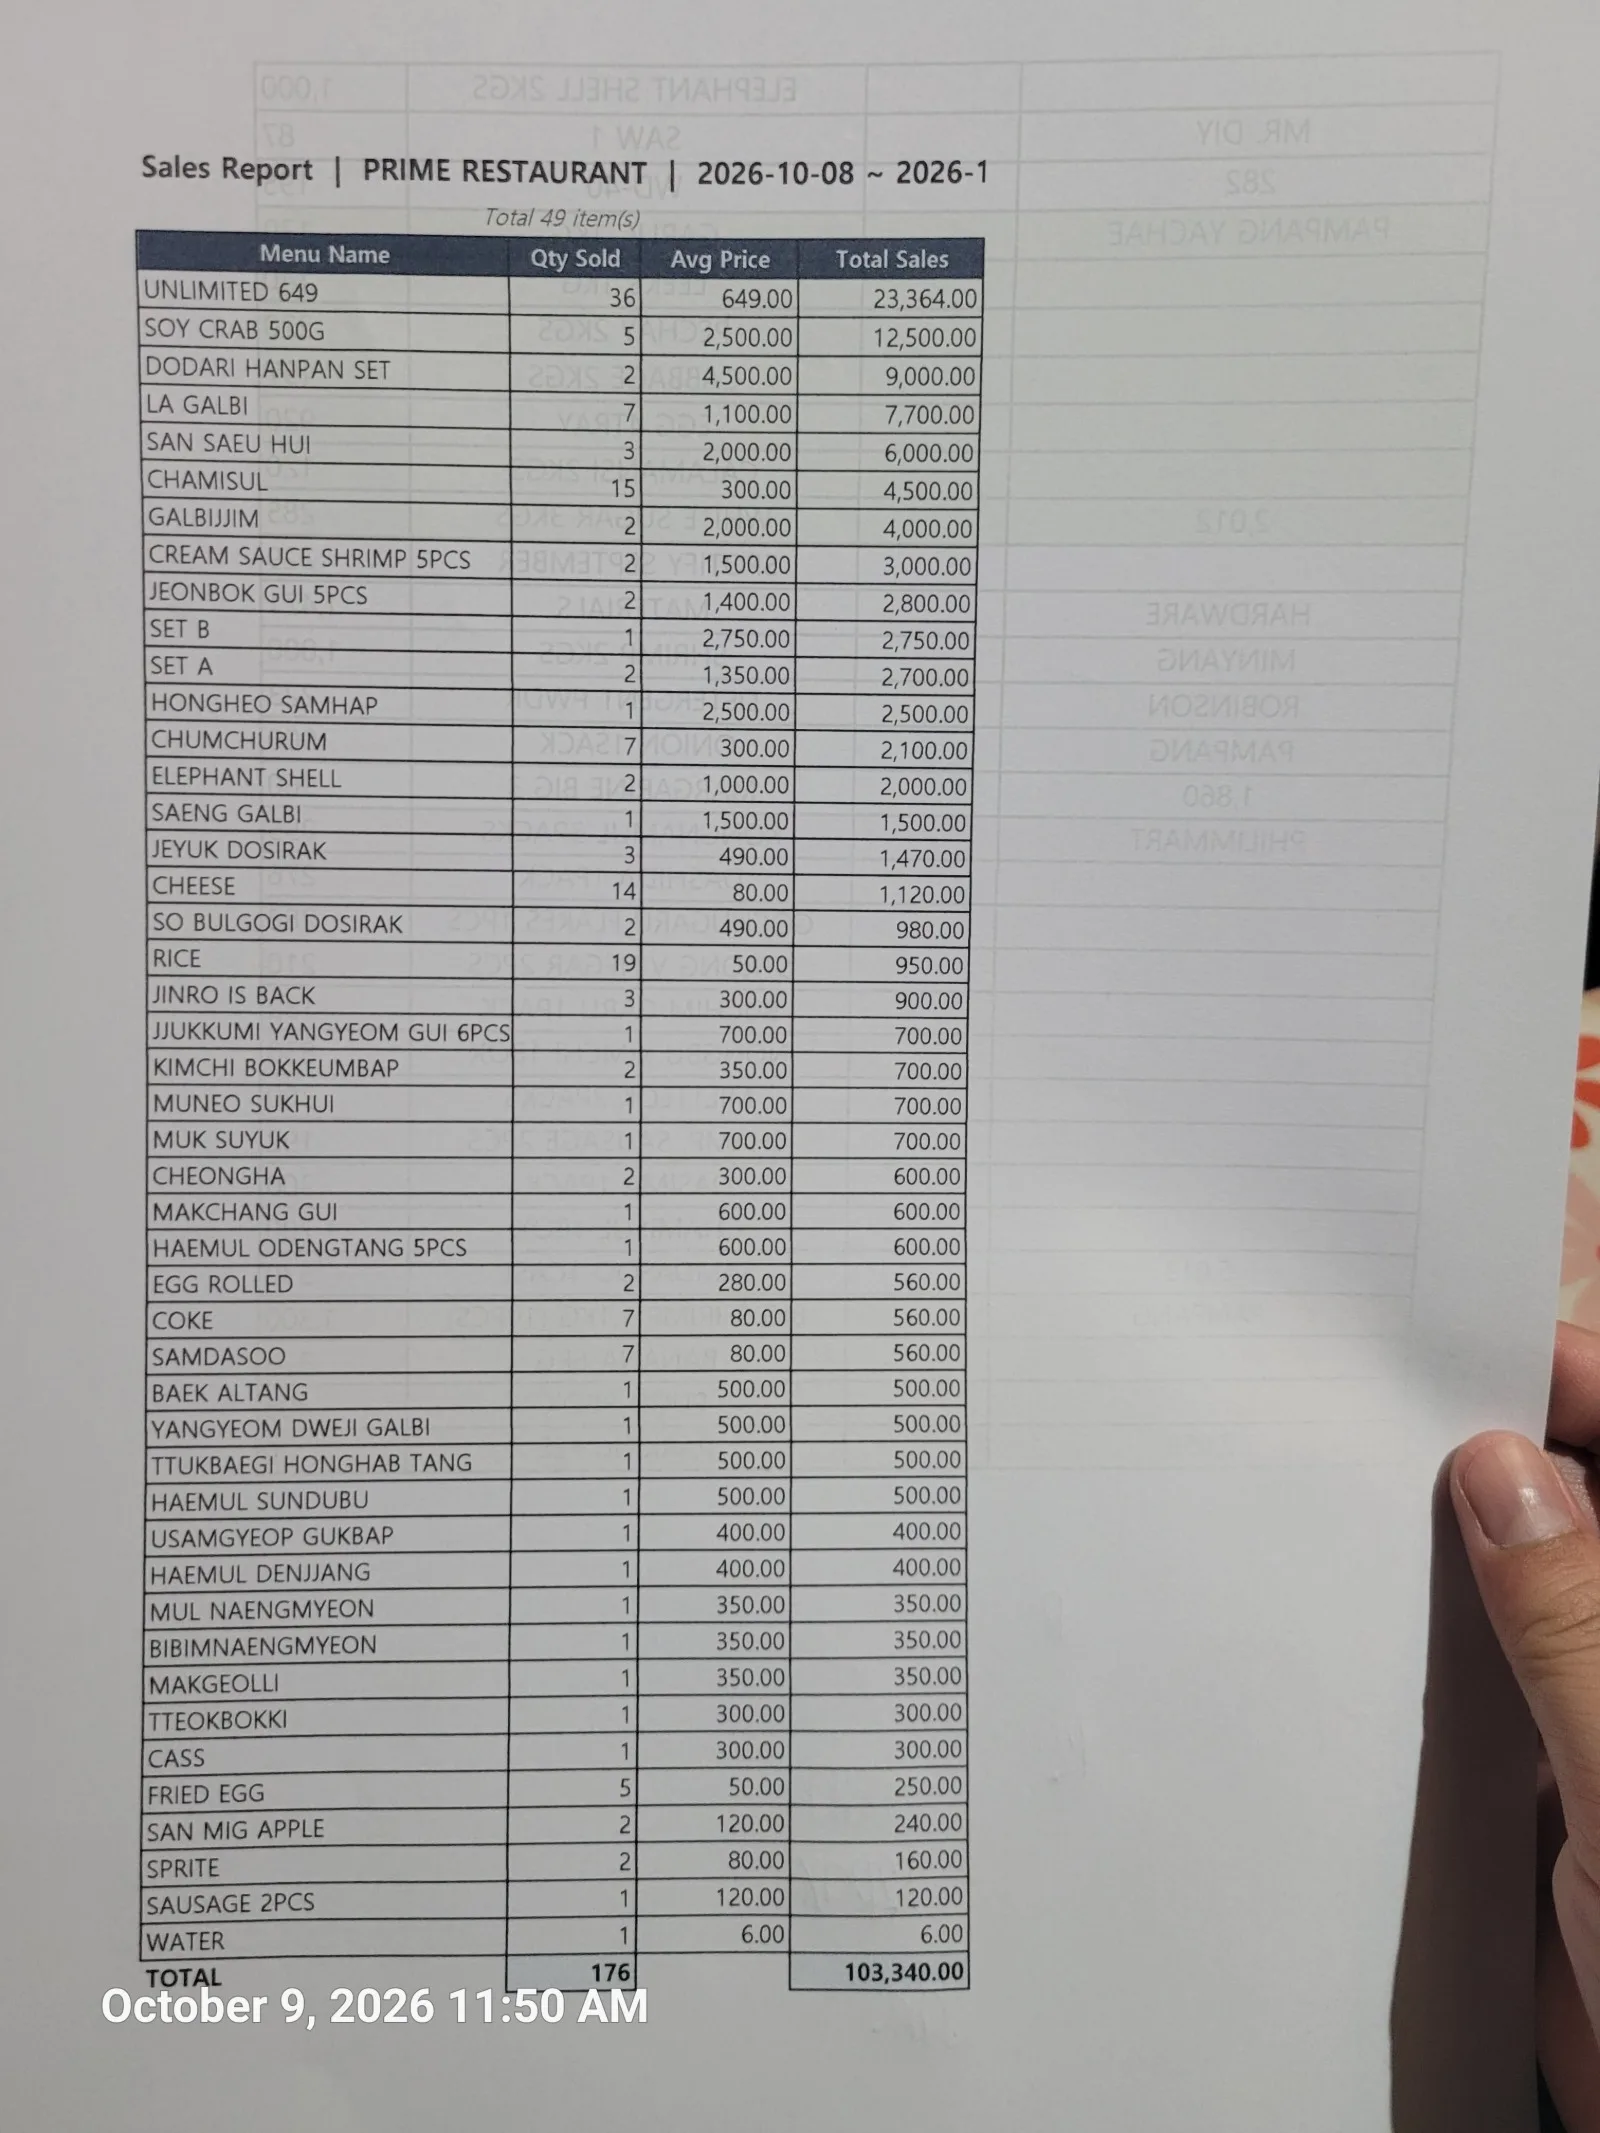 Sales Report | PRIME RESTAURANT | 2026-10-08 ~ 2026-1
Total 49 item(s)
Menu Name Qty Sold Avg Price Total Sales
UNLIMITED 649 36 649.00 23,364.00
SOY CRAB 500G 5 2,500.00 12,500.00
DODARI HANPAN SET 2 4,500.00 9,000.00
LA GALBI 7 1,100.00 7,700.00
SAN SAEU HUI 3 2,000.00 6,000.00
CHAMISUL 15 300.00 4,500.00
GALBIJJIM 2 2,000.00 4,000.00
CREAM SAUCE SHRIMP 5PCS 2 1,500.00 3,000.00
JEONBOK GUI 5PCS 2 1,400.00 2,800.00
SET B 1 2,750.00 2,750.00
SET A 2 1,350.00 2,700.00
HONGHEO SAMHAP 1 2,500.00 2,500.00
CHUMCHURUM 7 300.00 2,100.00
ELEPHANT SHELL 2 1,000.00 2,000.00
SAENG GALBI 1 1,500.00 1,500.00
JEYUK DOSIRAK 3 490.00 1,470.00
CHEESE 14 80.00 1,120.00
SO BULGOGI DOSIRAK 2 490.00 980.00
RICE 19 50.00 950.00
JINRO IS BACK 3 300.00 900.00
JJUKKUMI YANGYEOM GUI 6PCS 1 700.00 700.00
KIMCHI BOKKEUMBAP 2 350.00 700.00
MUNEO SUKHUI 1 700.00 700.00
MUK SUYUK 1 700.00 700.00
CHEONGHA 2 300.00 600.00
MAKCHANG GUI 1 600.00 600.00
HAEMUL ODENGTANG 5PCS 1 600.00 600.00
EGG ROLLED 2 280.00 560.00
COKE 7 80.00 560.00
SAMDASOO 7 80.00 560.00
BAEK ALTANG 1 500.00 500.00
YANGYEOM DWEJI GALBI 1 500.00 500.00
TTUKBAEGI HONGHAB TANG 1 500.00 500.00
HAEMUL SUNDUBU 1 500.00 500.00
USAMGYEOP GUKBAP 1 400.00 400.00
HAEMUL DENJJANG 1 400.00 400.00
MUL NAENGMYEON 1 350.00 350.00
BIBIMNAENGMYEON 1 350.00 350.00
MAKGEOLLI 1 350.00 350.00
TTEOKBOKKI 1 300.00 300.00
CASS 1 300.00 300.00
FRIED EGG 5 50.00 250.00
SAN MIG APPLE 2 120.00 240.00
SPRITE 2 80.00 160.00
SAUSAGE 2PCS 1 120.00 120.00
WATER 1 6.00 6.00
TOTAL 176 103,340.00
October 9, 2026 11:50 AM